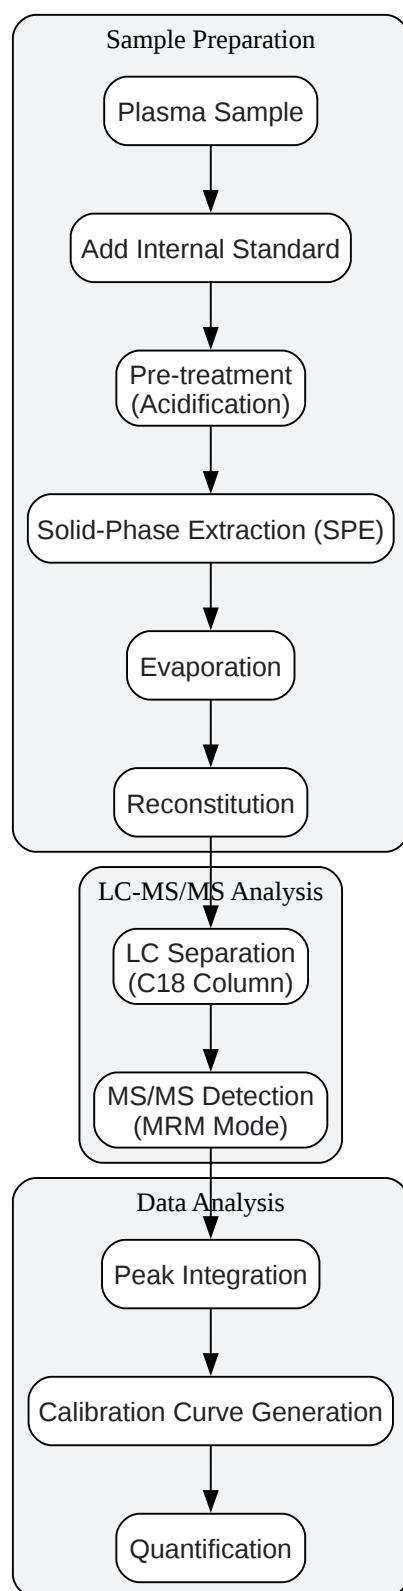 Sample Preparation
Plasma Sample
Add Internal Standard
Pre-treatment
(Acidification)
Solid-Phase Extraction (SPE)
Evaporation
Reconstitution
LC-MS/MS Analysis
LC Separation
(C18 Column)
MS/MS Detection
(MRM Mode)
Data Analysis
Peak Integration
Calibration Curve Generation
Quantification